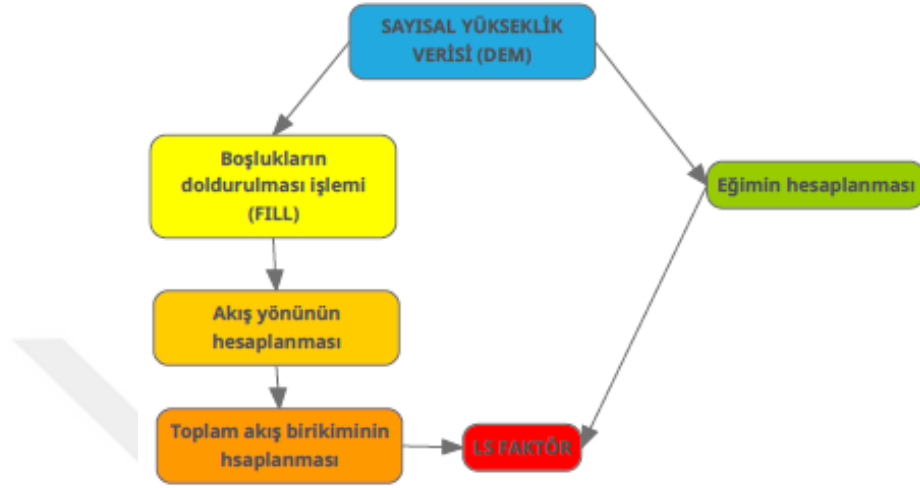 SAYISAL YÜKSEKLİK
VERİSİ (DEM)
Boşlukların
doldurulması işlemi
(FILL)
Eğimin hesaplanması
Akış yönünün
hesaplanması
Toplam akış birikiminin
hsaplanması
LS FAKTÖR